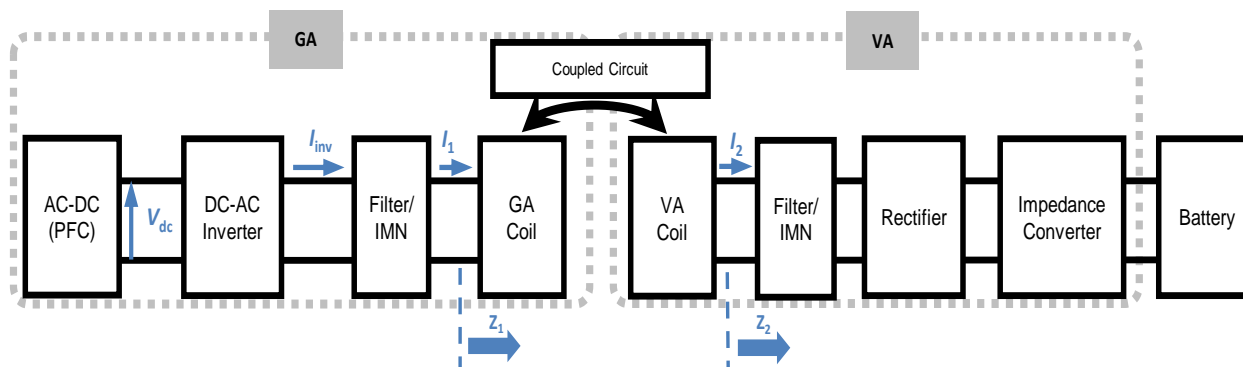 GA
VA
Coupled Circuit
I_inv
I_1
I_2
AC-DC
(PFC)
V_dc
DC-AC
Inverter
Filter/
IMN
GA
Coil
VA
Coil
Filter/
IMN
Rectifier
Impedance
Converter
Battery
Z_1
Z_2